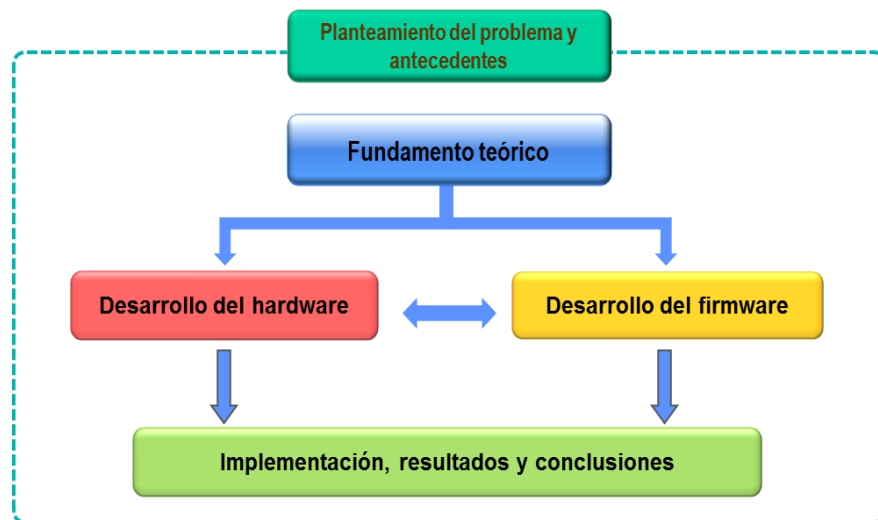 Planteamiento del problema y
antecedentes
Fundamento teórico
Desarrollo del hardware
Desarrollo del firmware
Implementación, resultados y conclusiones